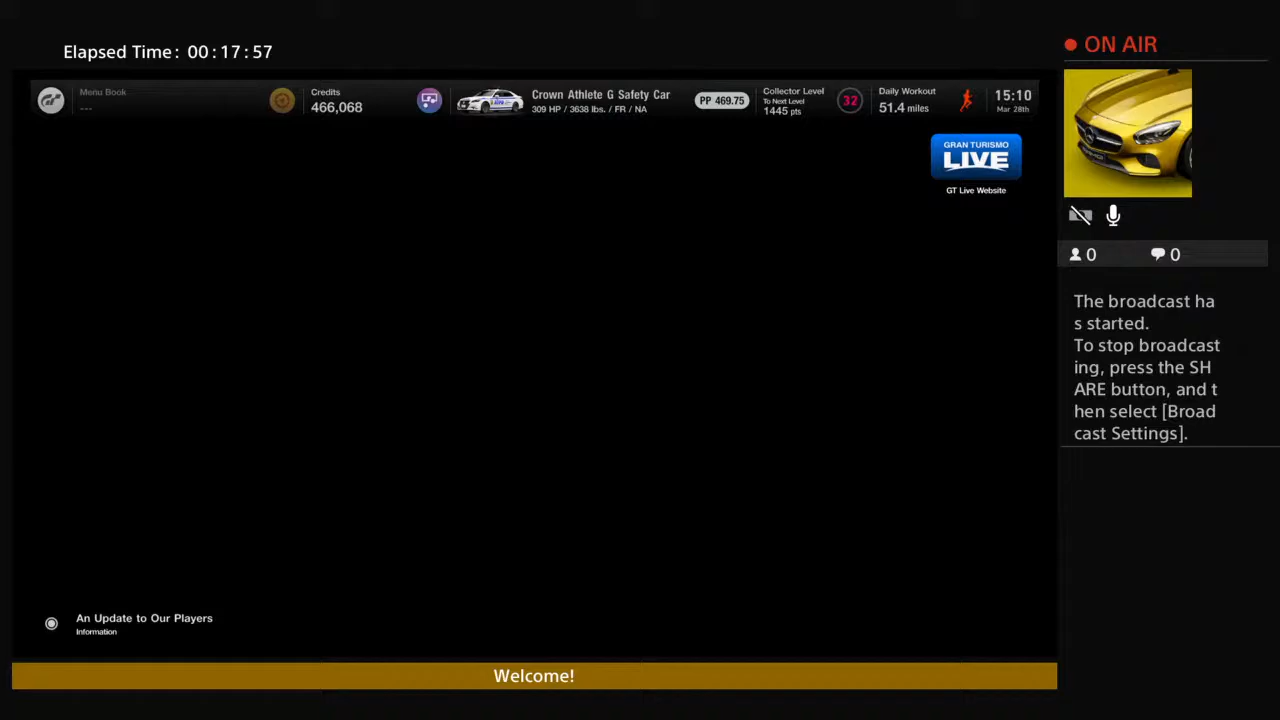 Elapsed Time: 00:17:57
ON AIR
Menu Book
---
Credits
466,068
Crown Athlete G Safety Car
309 HP / 3638 lbs. / FR / NA
PP 469.75
Collector Level
To Next Level
1445 pts
32
Daily Workout
51.4 miles
15:10
Mar 28th
GRAN TURISMO
LIVE
GT Live Website
0
0
The broadcast ha
s started.
To stop broadcast
ing, press the SH
ARE button, and t
hen select [Broad
cast Settings].
An Update to Our Players
Information
Welcome!